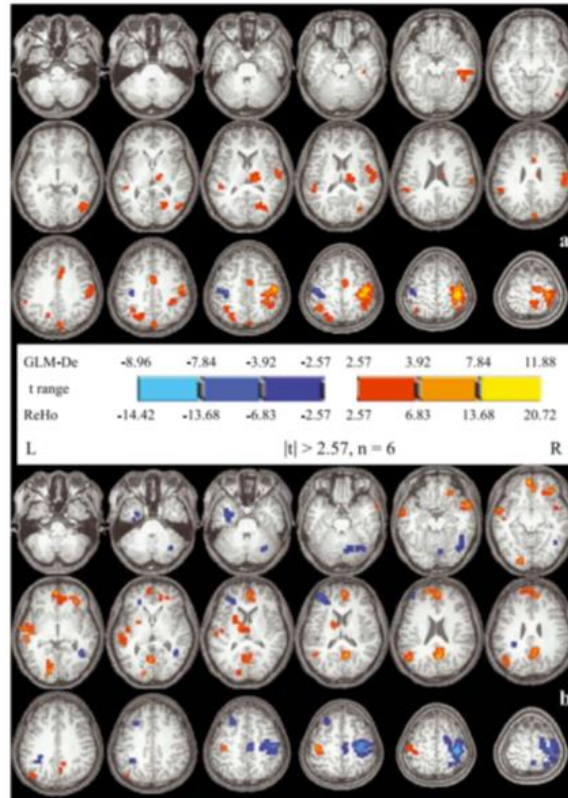 a
GLM-De -8.96 -7.84 -3.92 -2.57 2.57 3.92 7.84 11.88
t range
ReHo -14.42 -13.68 -6.83 -2.57 2.57 6.83 13.68 20.72
L |t| > 2.57, n = 6 R
b